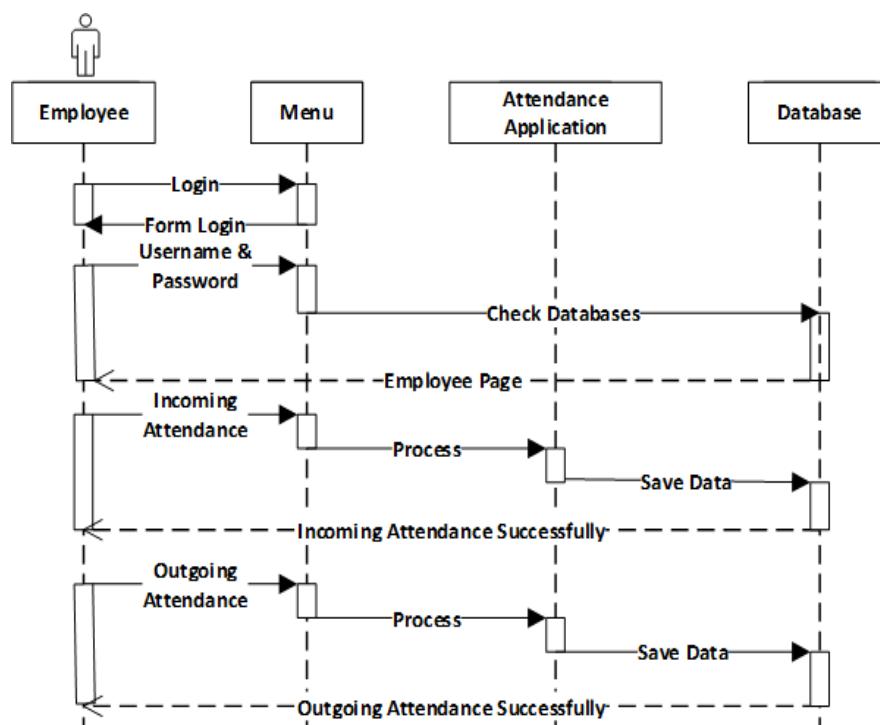 Employee
Menu
Attendance
Application
Database
Login
Form Login
Username &
Password
Check Databases
Employee Page
Incoming
Attendance
Process
Save Data
Incoming Attendance Successfully
Outgoing
Attendance
Process
Save Data
Outgoing Attendance Successfully